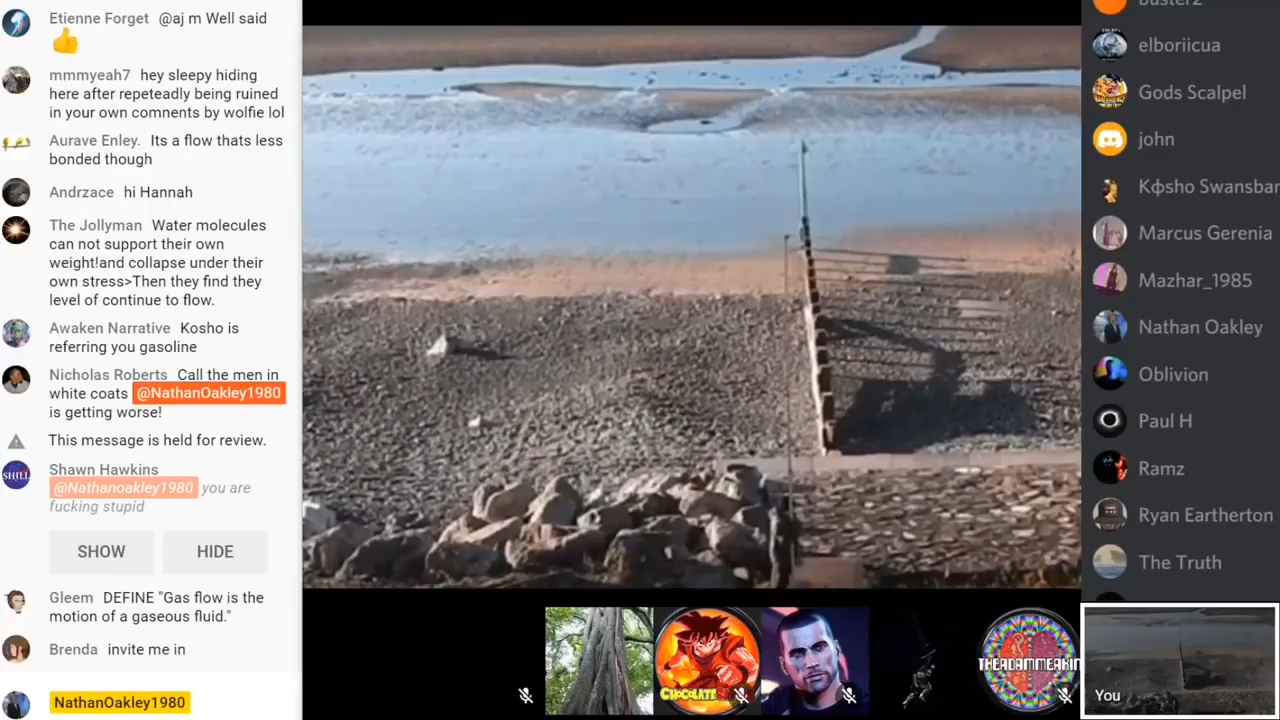 Etienne Forget @aj m Well said
mmmyeah7 hey sleepy hiding
here after repeteadly being ruined
in your own comments by wolfie lol
Aurave Enley. Its a flow thats less
bonded though
Andrzace hi Hannah
The Jollyman Water molecules
can not support their own
weight!and collapse under their
own stress>Then they find they
level of continue to flow.
Awaken Narrative Kosho is
referring you gasoline
Nicholas Roberts Call the men in
white coats @NathanOakley1980
is getting worse!
This message is held for review.
SHILL
Shawn Hawkins
@Nathanoakley1980 you are
fucking stupid
SHOW HIDE
Gleem DEFINE "Gas flow is the
motion of a gaseous fluid."
Brenda invite me in
NathanOakley1980
CHOCOLATE
THEADAMMEAKIN
You
elboriicua
Gods Scalpel
john
Kфsho Swansbar
Marcus Gerenia
Mazhar_1985
Nathan Oakley
Oblivion
Paul H
Ramz
Ryan Eartherton
The Truth